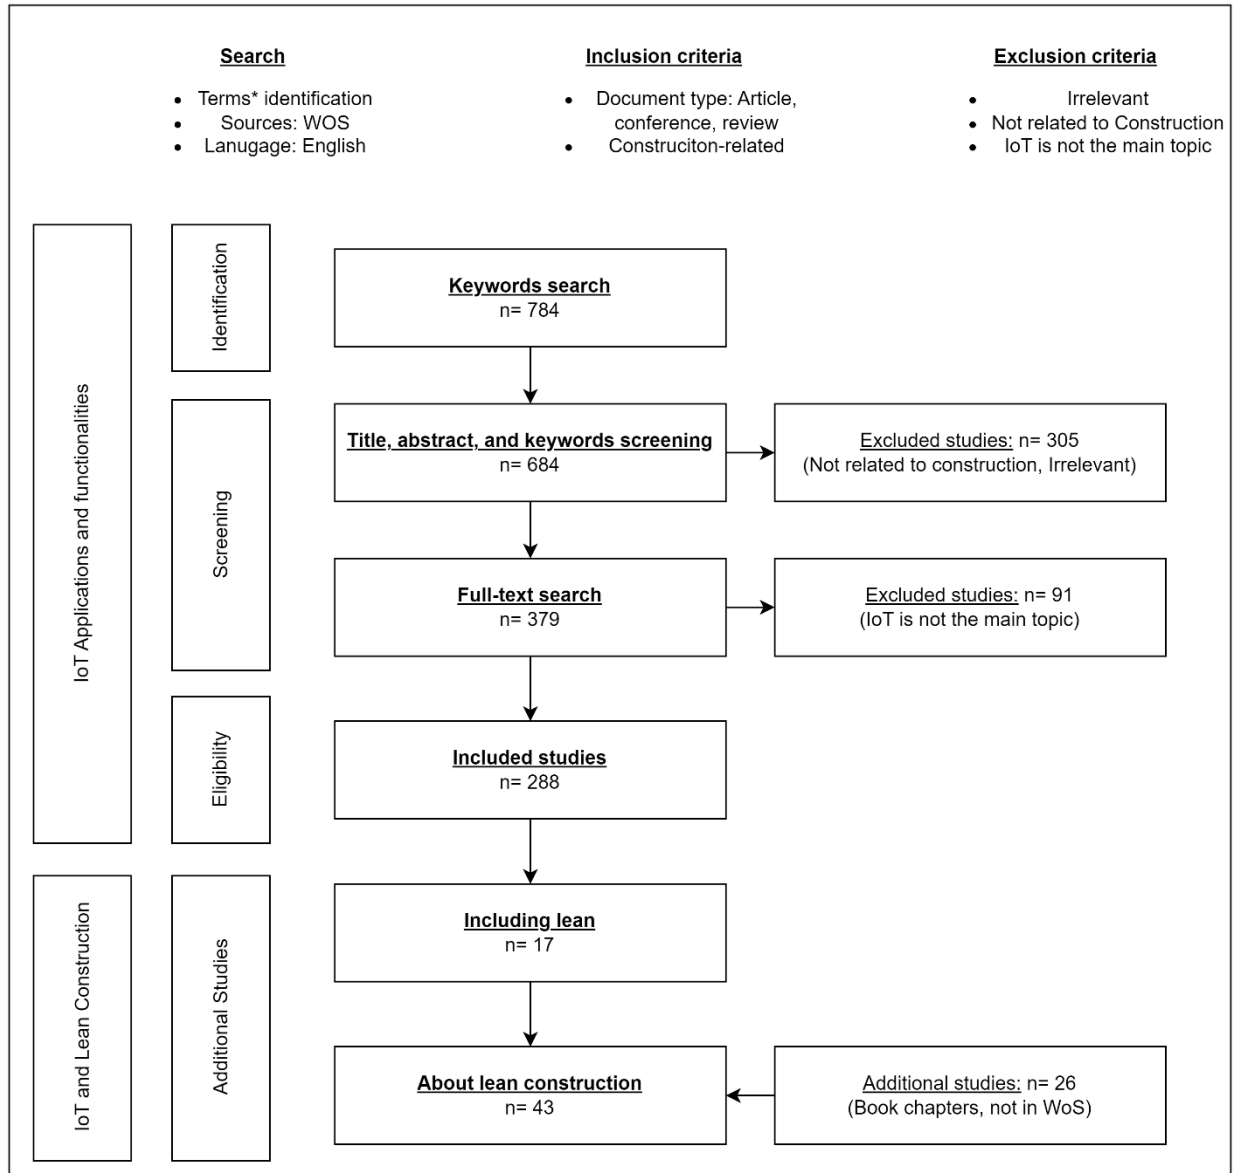 Search
Terms* identification
Sources: WOS
Lanugage: English
Inclusion criteria
Document type: Article,
conference, review
Construciton-related
Exclusion criteria
Irrelevant
Not related to Construction
IoT is not the main topic
IoT Applications and functionalities
Identification
Keywords search
n= 784
Screening
Title, abstract, and keywords screening
n= 684
Excluded studies: n= 305
(Not related to construction, Irrelevant)
Full-text search
n= 379
Excluded studies: n= 91
(IoT is not the main topic)
Eligibility
Included studies
n= 288
IoT and Lean Construction
Additional Studies
Including lean
n= 17
About lean construction
n= 43
Additional studies: n= 26
(Book chapters, not in WoS)